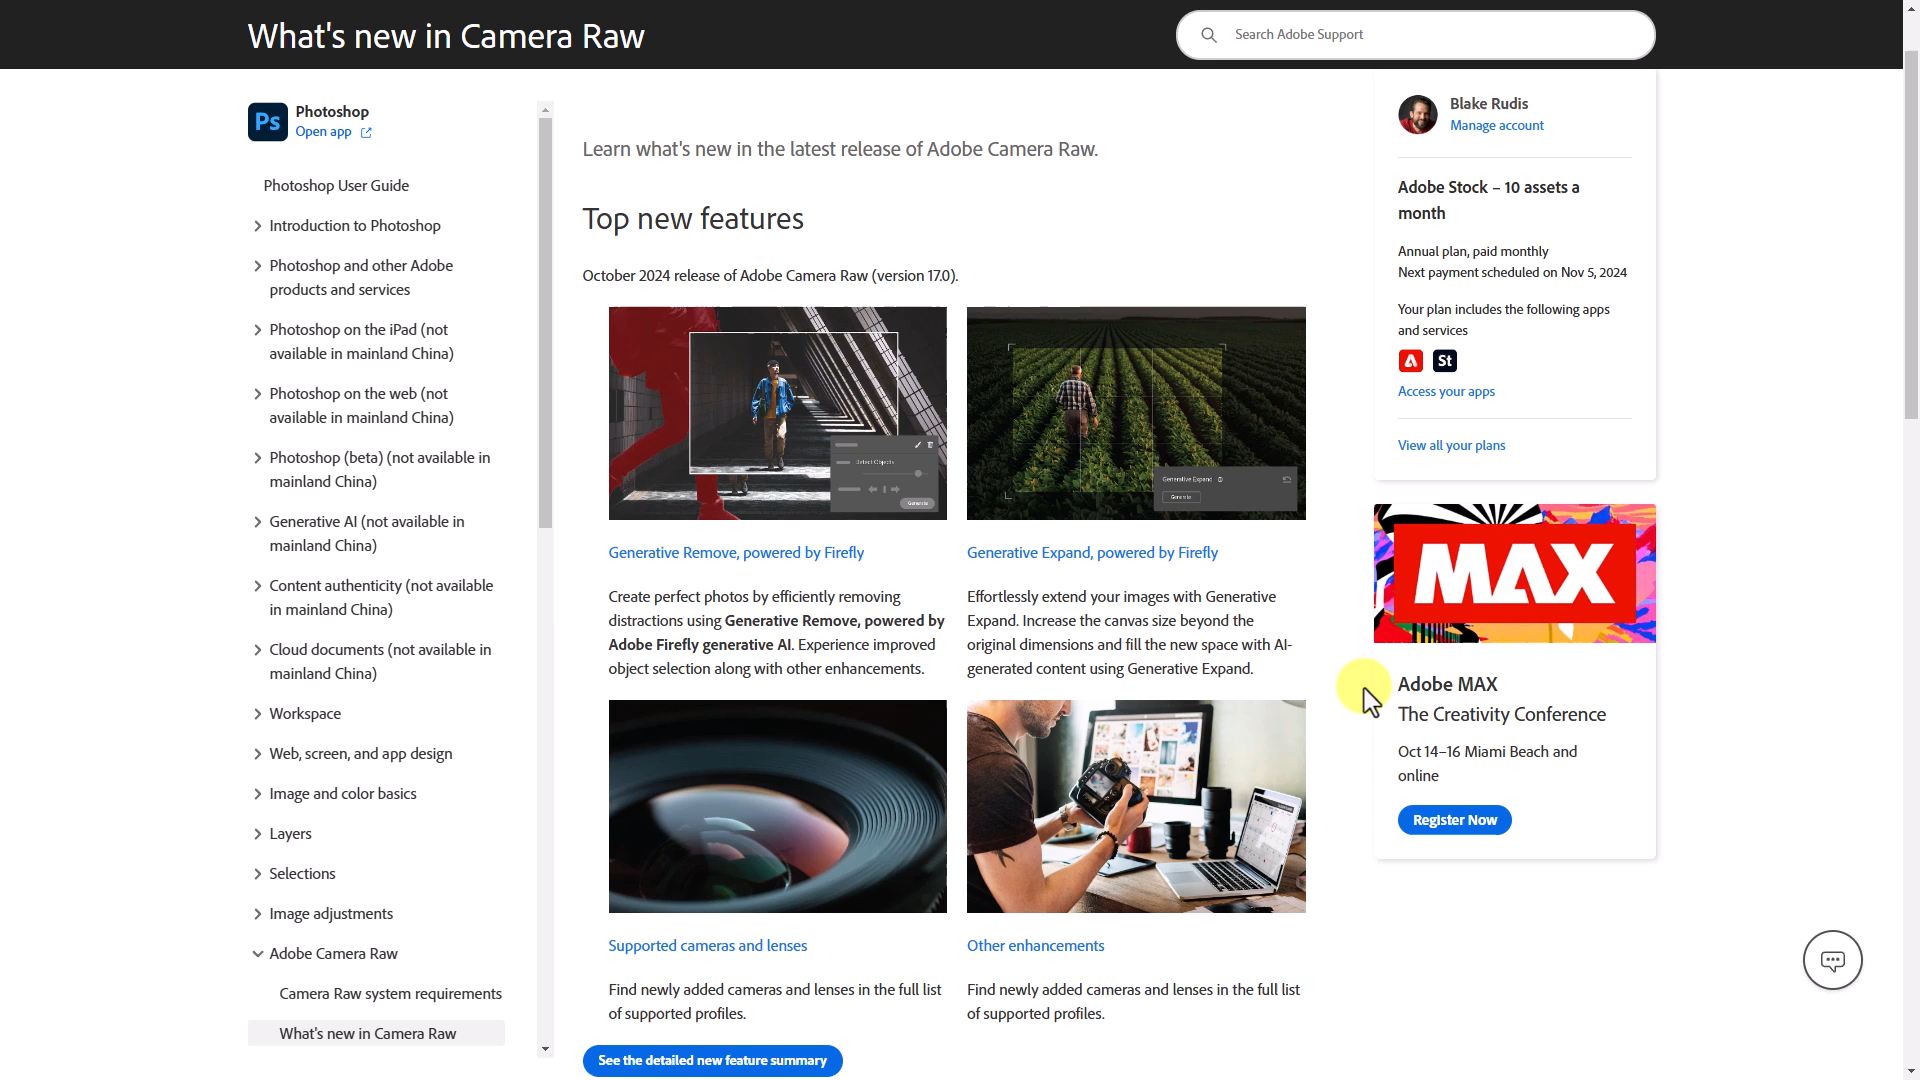 What's new in Camera Raw
Search Adobe Support
Ps
Photoshop
Open app
Photoshop User Guide
Introduction to Photoshop
Photoshop and other Adobe
products and services
Photoshop on the iPad (not
available in mainland China)
Photoshop on the web (not
available in mainland China)
Photoshop (beta) (not available in
mainland China)
Generative AI (not available in
mainland China)
Content authenticity (not available
in mainland China)
Cloud documents (not available in
mainland China)
Workspace
Web, screen, and app design
Image and color basics
Layers
Selections
Image adjustments
Adobe Camera Raw
Camera Raw system requirements
What's new in Camera Raw
Learn what's new in the latest release of Adobe Camera Raw.
Top new features
October 2024 release of Adobe Camera Raw (version 17.0).
Detect Objects
Generate
Generative Expand
Generate
Generative Remove, powered by Firefly
Create perfect photos by efficiently removing
distractions using Generative Remove, powered by
Adobe Firefly generative AI. Experience improved
object selection along with other enhancements.
Generative Expand, powered by Firefly
Effortlessly extend your images with Generative
Expand. Increase the canvas size beyond the
original dimensions and fill the new space with AI-
generated content using Generative Expand.
Supported cameras and lenses
Find newly added cameras and lenses in the full list
of supported profiles.
Other enhancements
Find newly added cameras and lenses in the full list
of supported profiles.
See the detailed new feature summary
Blake Rudis
Manage account
Adobe Stock – 10 assets a
month
Annual plan, paid monthly
Next payment scheduled on Nov 5, 2024
Your plan includes the following apps
and services
St
Access your apps
View all your plans
MAX
Adobe MAX
The Creativity Conference
Oct 14–16 Miami Beach and
online
Register Now